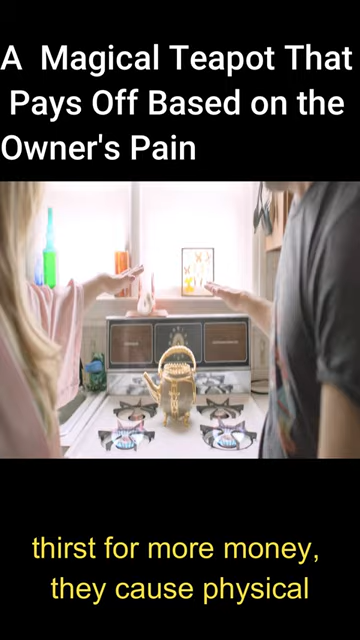 A Magical Teapot That
Pays Off Based on the
Owner's Pain
thirst for more money,
they cause physical